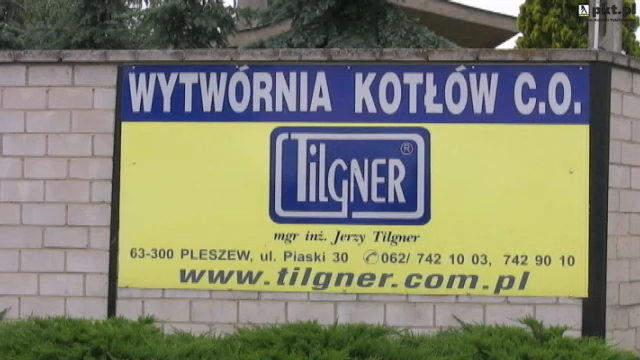 pkt.pl
WYTWÓRNIA KOTŁÓW C.O.
TILGNER ®
mgr inż. Jerzy Tilgner
63-300 PLESZEW, ul. Piaski 30 ✆062/ 742 10 03, 742 90 10
www.tilgner.com.pl